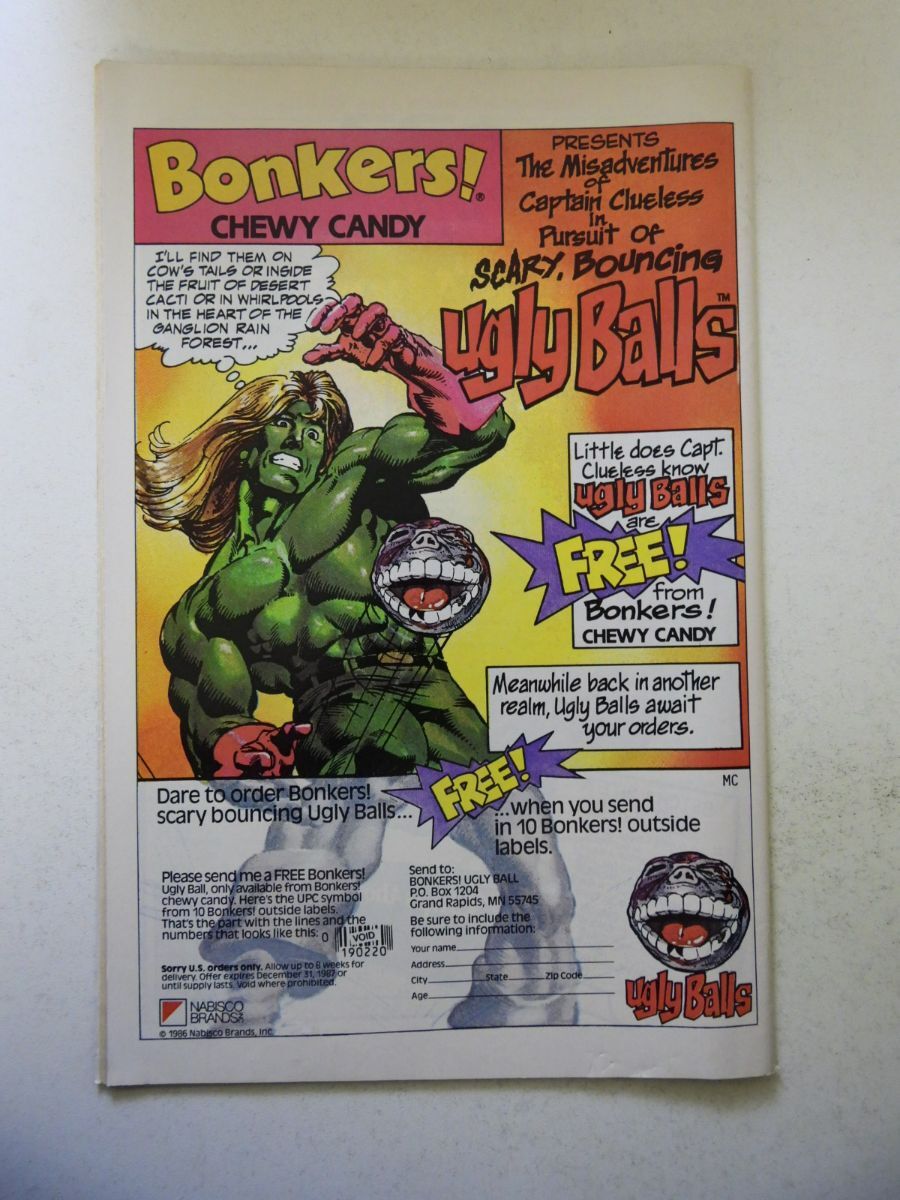 Bonkers!®
CHEWY CANDY
PRESENTS
The Misadventures
of
Captain Clueless
in
Pursuit of
SCARY, Bouncing
Ugly Balls™
I'LL FIND THEM ON
COW'S TAILS OR INSIDE
THE FRUIT OF DESERT
CACTI OR IN WHIRLPOOLS
IN THE HEART OF THE
GANGLION RAIN
FOREST...
Little does Capt.
Clueless know
Ugly Balls
are
FREE!
from
Bonkers!
CHEWY CANDY
Meanwhile back in another
realm, Ugly Balls await
your orders.
MC
Dare to order Bonkers!
scary bouncing Ugly Balls...
FREE!
...when you send
in 10 Bonkers! outside
labels.
Please send me a FREE Bonkers!
Ugly Ball, only available from Bonkers!
chewy candy. Here's the UPC symbol
from 10 Bonkers! outside labels.
That's the part with the lines and the
numbers that looks like this: 0
VOID
190220
Sorry U.S. orders only. Allow up to 8 weeks for
delivery. Offer expires December 31, 1987 or
until supply lasts. Void where prohibited.
NABISCO
BRANDS
© 1986 Nabisco Brands, Inc.
Send to:
BONKERS! UGLY BALL
P.O. Box 1204
Grand Rapids, MN 55745
Be sure to include the
following information:
Your name
Address
City State Zip Code
Age
Ugly Balls